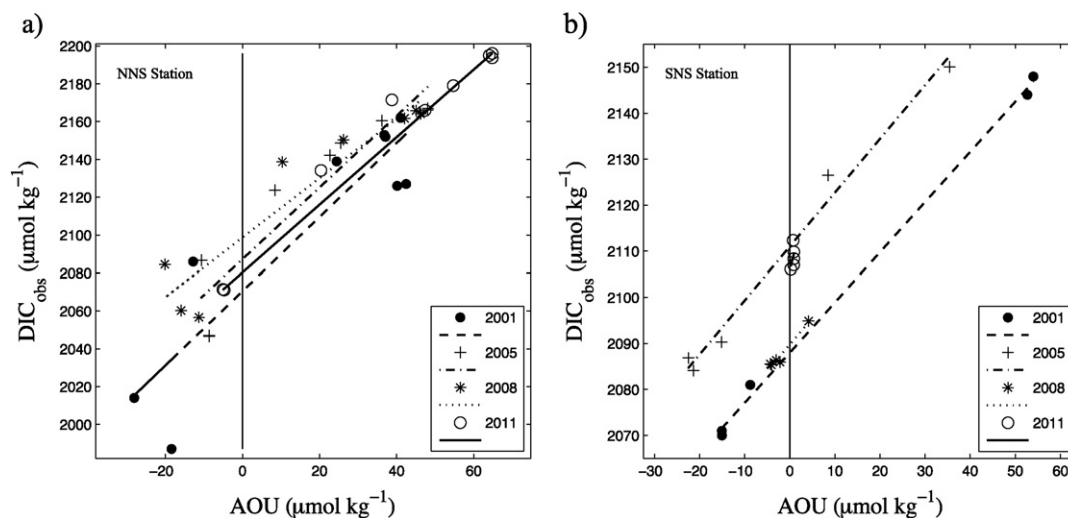 a)
NNS Station
2200
2180
2160
2140
2120
2100
2080
2060
2040
2020
2000
DIC_obs (μmol kg⁻¹)
−20 0 20 40 60
AOU (μmol kg⁻¹)
2001
2005
2008
2011
b)
SNS Station
2150
2140
2130
2120
2110
2100
2090
2080
2070
DIC_obs (μmol kg⁻¹)
−30 −20 −10 0 10 20 30 40 50 60
AOU (μmol kg⁻¹)
2001
2005
2008
2011